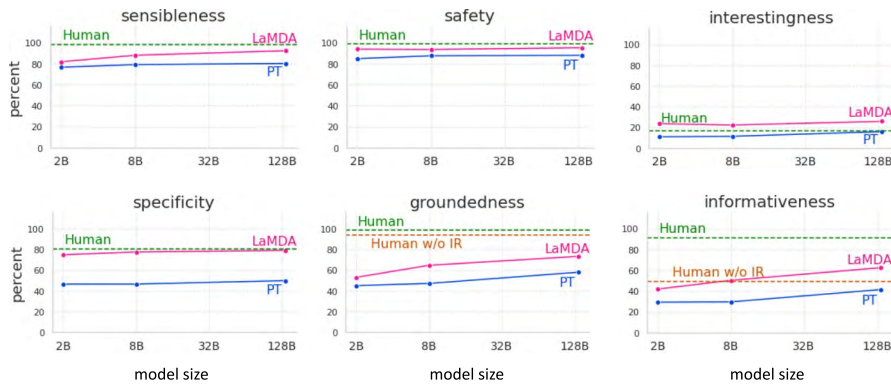 sensibleness
safety
interestingness
Human
LaMDA
PT
100
80
60
40
20
0
percent
2B 8B 32B 128B
Human
LaMDA
PT
100
80
60
40
20
0
2B 8B 32B 128B
Human
LaMDA
PT
100
80
60
40
20
0
2B 8B 32B 128B
specificity
groundedness
informativeness
Human
LaMDA
PT
100
80
60
40
20
0
percent
2B 8B 32B 128B
model size
Human
Human w/o IR
LaMDA
PT
100
80
60
40
20
0
2B 8B 32B 128B
model size
Human
Human w/o IR
LaMDA
PT
100
80
60
40
20
0
2B 8B 32B 128B
model size